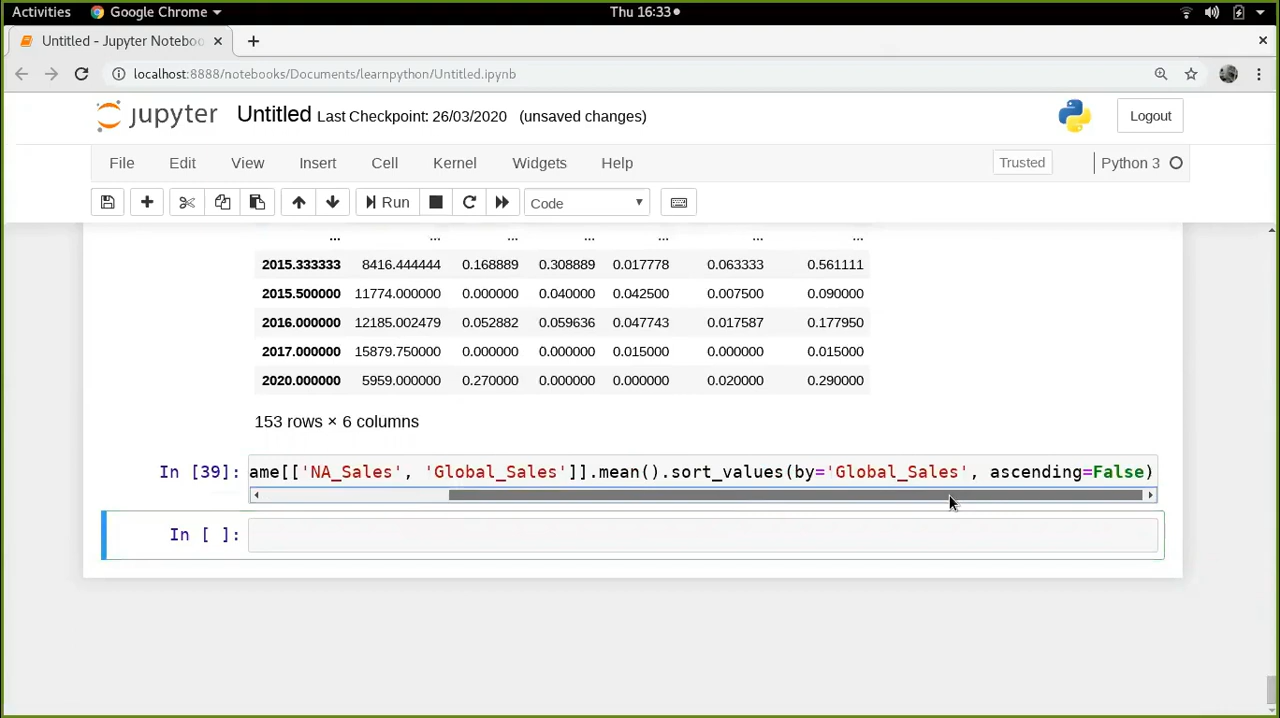 Activities Google Chrome Thu 16:33
Untitled - Jupyter Noteboo
localhost:8888/notebooks/Documents/learnpython/Untitled.ipynb
jupyter Untitled Last Checkpoint: 26/03/2020 (unsaved changes) Logout
File Edit View Insert Cell Kernel Widgets Help Trusted Python 3
Run Code
... ... ... ... ... ... ...
2015.333333 8416.444444 0.168889 0.308889 0.017778 0.063333 0.561111
2015.500000 11774.000000 0.000000 0.040000 0.042500 0.007500 0.090000
2016.000000 12185.002479 0.052882 0.059636 0.047743 0.017587 0.177950
2017.000000 15879.750000 0.000000 0.000000 0.015000 0.000000 0.015000
2020.000000 5959.000000 0.270000 0.000000 0.000000 0.020000 0.290000
153 rows × 6 columns
In [39]: ame[['NA_Sales', 'Global_Sales']].mean().sort_values(by='Global_Sales', ascending=False)
In [ ]: